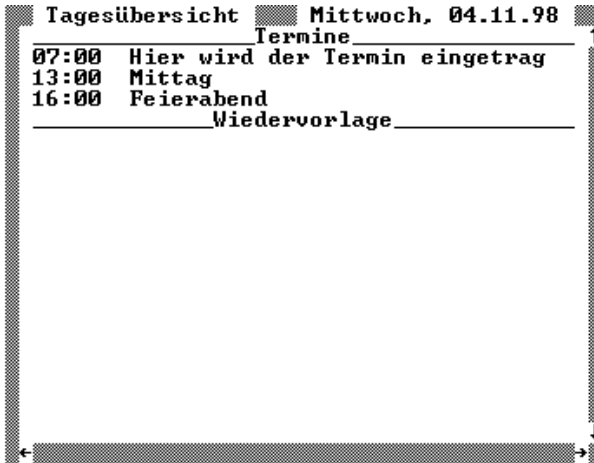 Tagesübersicht Mittwoch, 04.11.98
Termine
07:00 Hier wird der Termin eingetrag
13:00 Mittag
16:00 Feierabend
Wiedervorlage